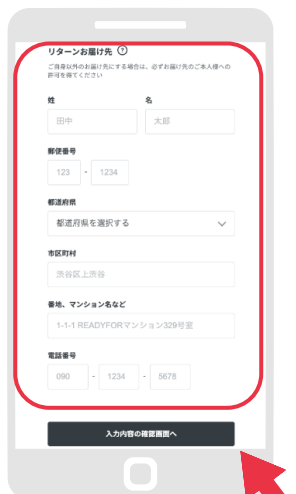 リターンお届け先 ?
ご自身以外のお届け先にする場合は、必ずお届け先のご本人様への
許可を得てください
姓 名
田中 太郎
郵便番号
123 - 1234
都道府県
都道府県を選択する
市区町村
渋谷区上渋谷
番地、マンション名など
1-1-1 READYFORマンション329号室
電話番号
090 - 1234 - 5678
入力内容の確認画面へ